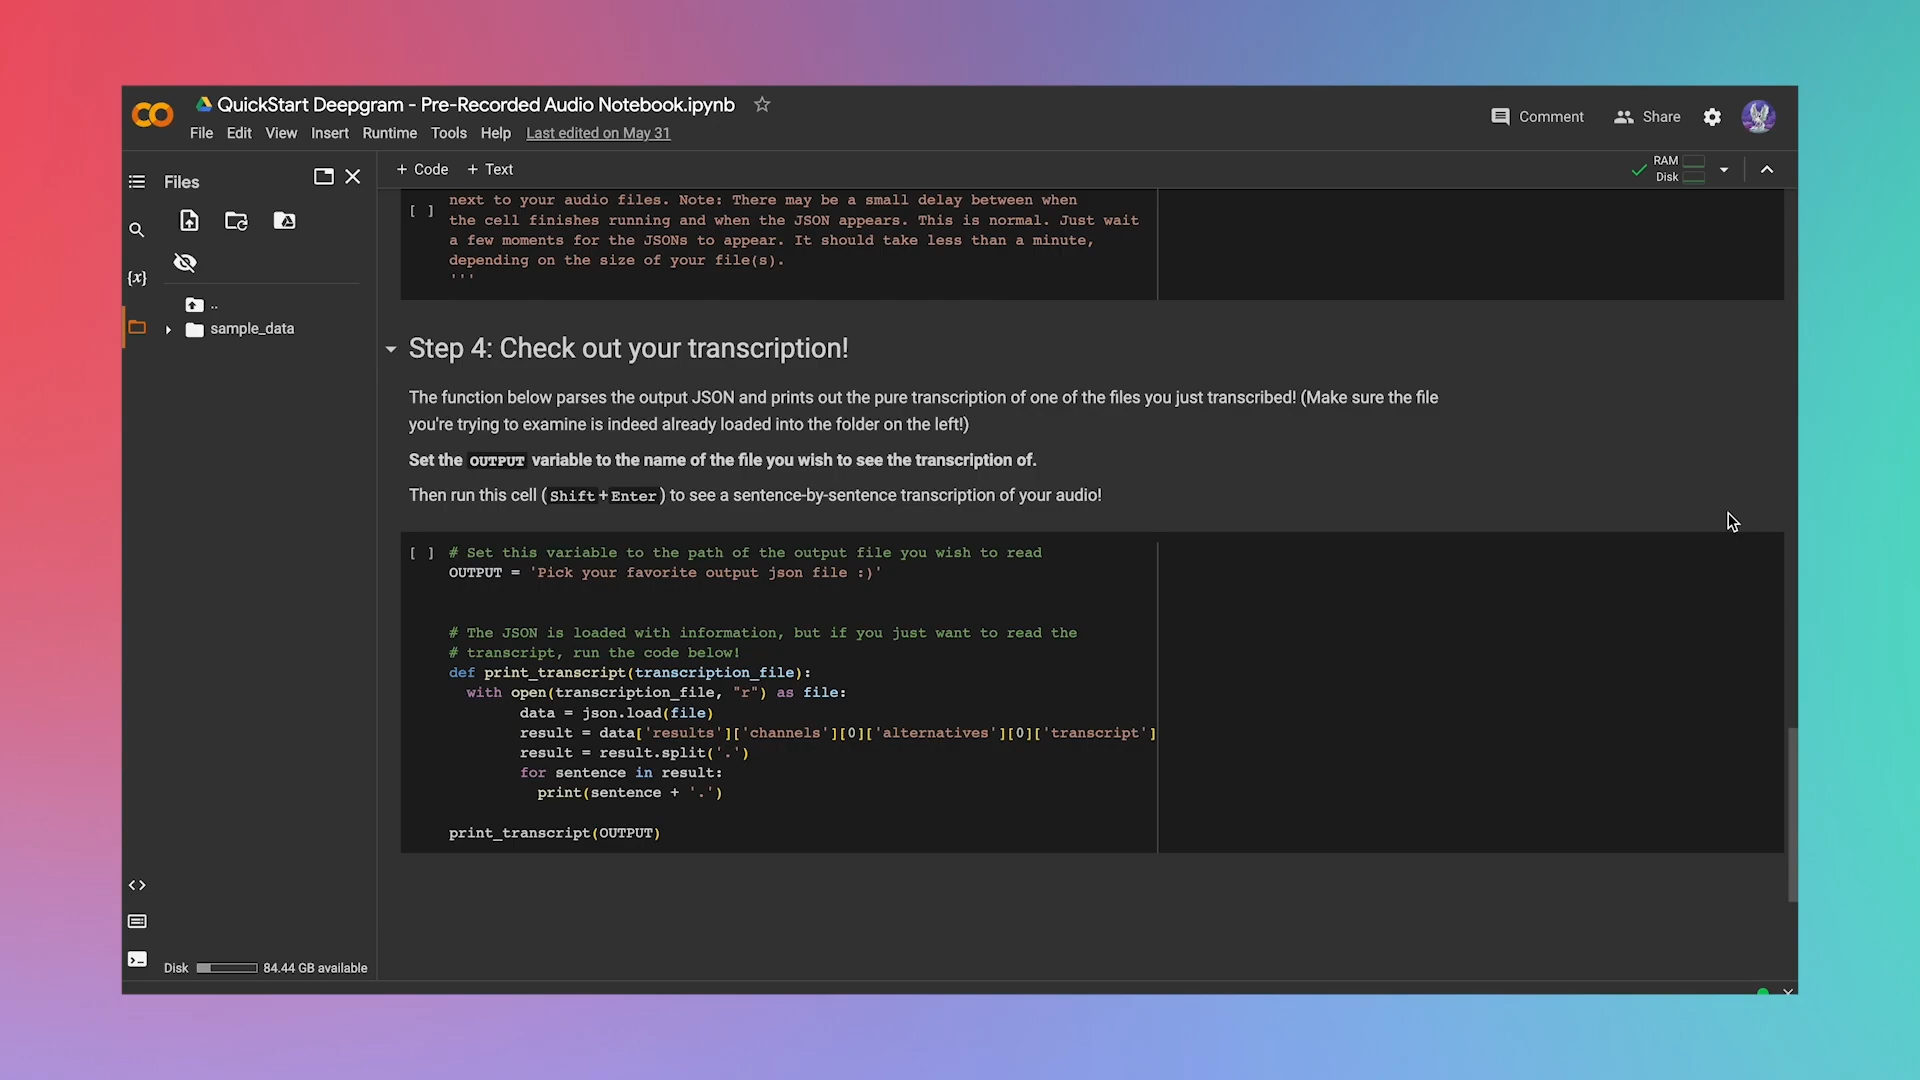 QuickStart Deepgram - Pre-Recorded Audio Notebook.ipynb
File Edit View Insert Runtime Tools Help Last edited on May 31
Comment Share
Files
+ Code + Text
RAM
Disk
..
sample_data
next to your audio files. Note: There may be a small delay between when
[ ] the cell finishes running and when the JSON appears. This is normal. Just wait
a few moments for the JSONs to appear. It should take less than a minute,
depending on the size of your file(s).
'''
Step 4: Check out your transcription!
The function below parses the output JSON and prints out the pure transcription of one of the files you just transcribed! (Make sure the file
you're trying to examine is indeed already loaded into the folder on the left!)
Set the OUTPUT variable to the name of the file you wish to see the transcription of.
Then run this cell (Shift+Enter) to see a sentence-by-sentence transcription of your audio!
[ ] # Set this variable to the path of the output file you wish to read
OUTPUT = 'Pick your favorite output json file :)'
# The JSON is loaded with information, but if you just want to read the
# transcript, run the code below!
def print_transcript(transcription_file):
with open(transcription_file, "r") as file:
data = json.load(file)
result = data['results']['channels'][0]['alternatives'][0]['transcript']
result = result.split('.')
for sentence in result:
print(sentence + '.')
print_transcript(OUTPUT)
{x}
<>
Disk 84.44 GB available